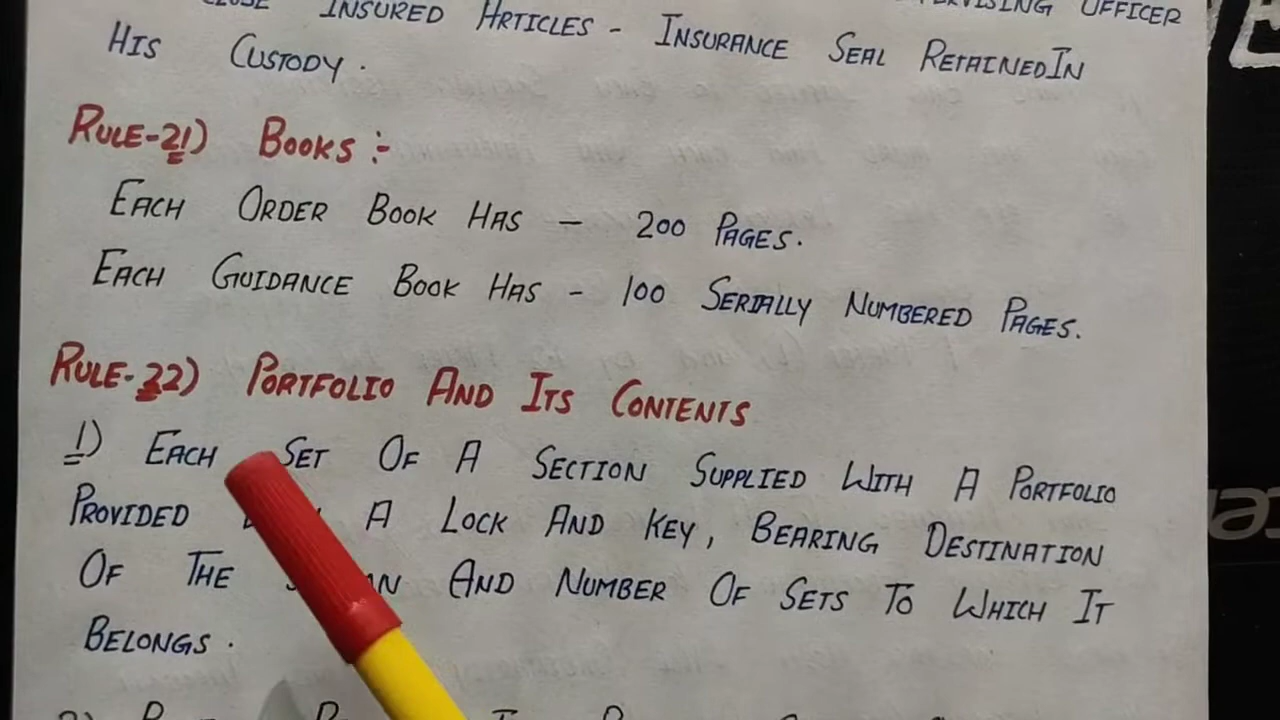 INSURED ARTICLES - INSURANCE SEAL RETAINED IN
OFFICER
HIS CUSTODY.
RULE-21) BOOKS :-
EACH ORDER BOOK HAS - 200 PAGES.
EACH GUIDANCE BOOK HAS - 100 SERIALLY NUMBERED PAGES.
RULE-22) PORTFOLIO AND ITS CONTENTS
1) EACH SET OF A SECTION SUPPLIED WITH A PORTFOLIO
PROVIDED A LOCK AND KEY, BEARING DESTINATION
OF THE AND NUMBER OF SETS TO WHICH IT
BELONGS.